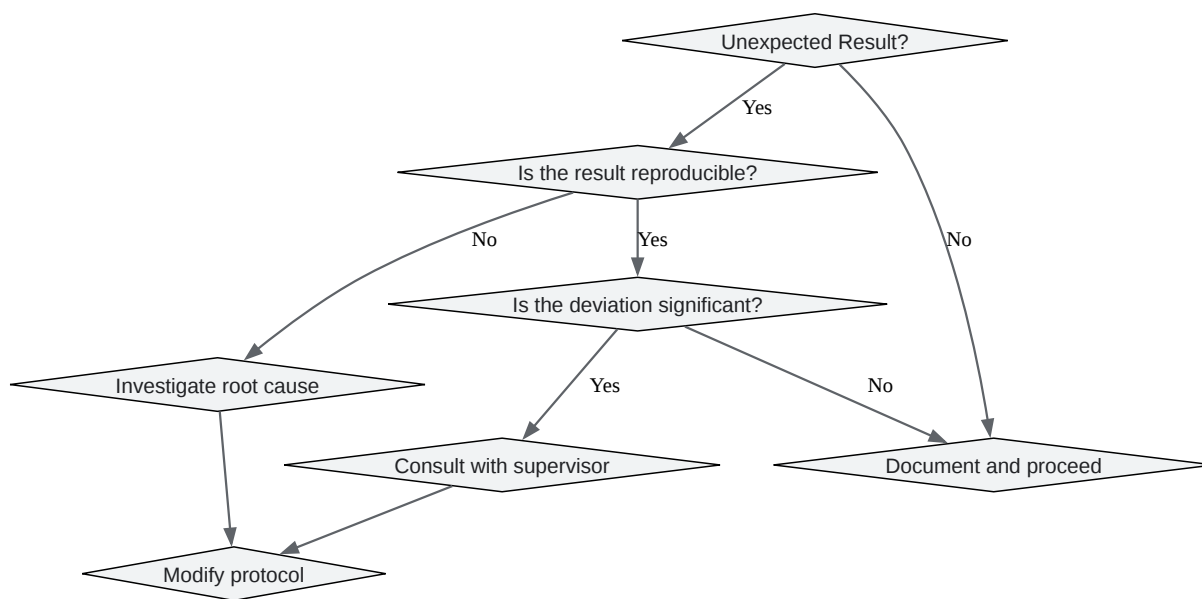 Unexpected Result?
Yes
Is the result reproducible?
No
Yes
No
Is the deviation significant?
Investigate root cause
Yes
No
Consult with supervisor
Document and proceed
Modify protocol